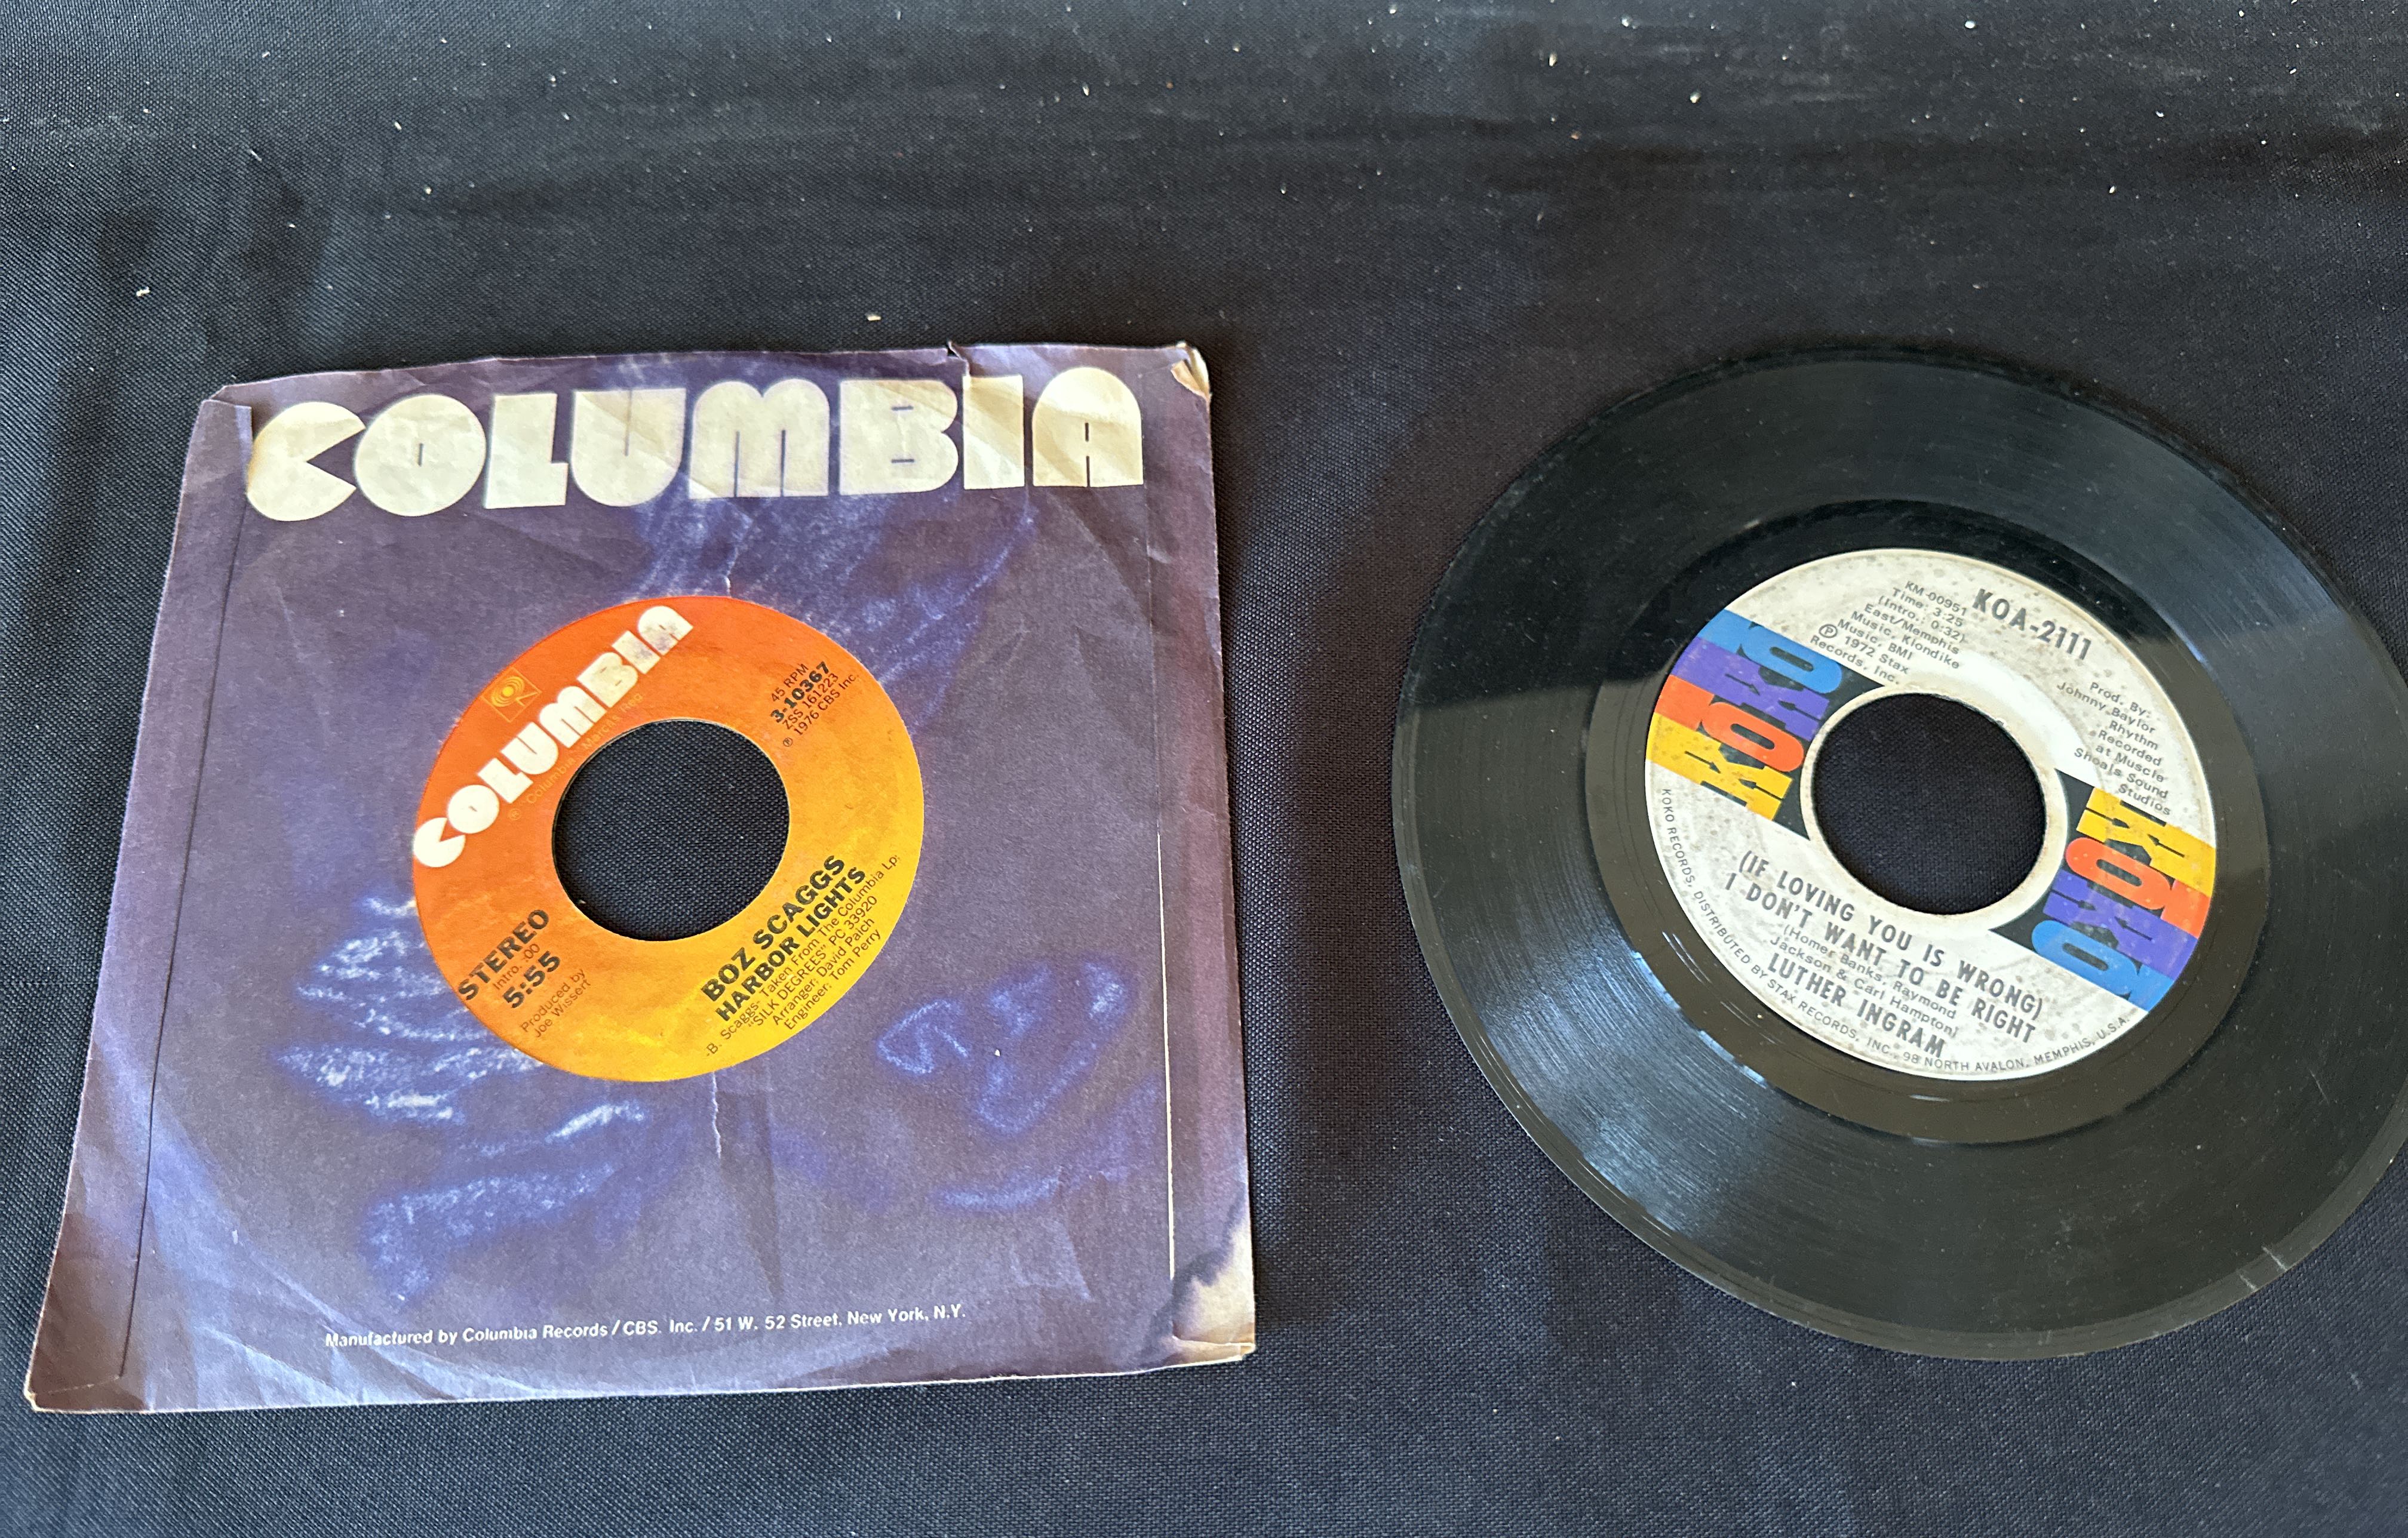 COLUMBIA
COLUMBIA
45 RPM
3-10367
ZSS 161223
℗ 1976 CBS Inc.
STEREO
Intro. :00
5:55
Produced by
Joe Wissert
BOZ SCAGGS
HARBOR LIGHTS
-B. Scaggs- Taken From The Columbia Lp:
"SILK DEGREES" PC 33920
Arranger: David Paich
Engineer: Tom Perry
Manufactured by Columbia Records / CBS. Inc. / 51 W. 52 Street, New York, N.Y.
KOA-2111
KM-00951
Time: 3:25
(Intro.: 0:32)
East/Memphis
Music, Klondike
Music, BMI
℗ 1972 Stax
Records, Inc.
Prod. By:
Johnny Baylor
Rhythm
Recorded
at Muscle
Shoals Sound
Studios
KOKO
KOKO
(IF LOVING YOU IS WRONG)
I DON'T WANT TO BE RIGHT
(Homer Banks, Raymond
Jackson & Carl Hampton)
LUTHER INGRAM
KOKO RECORDS, DISTRIBUTED BY STAX RECORDS, INC., 98 NORTH AVALON, MEMPHIS, U.S.A.